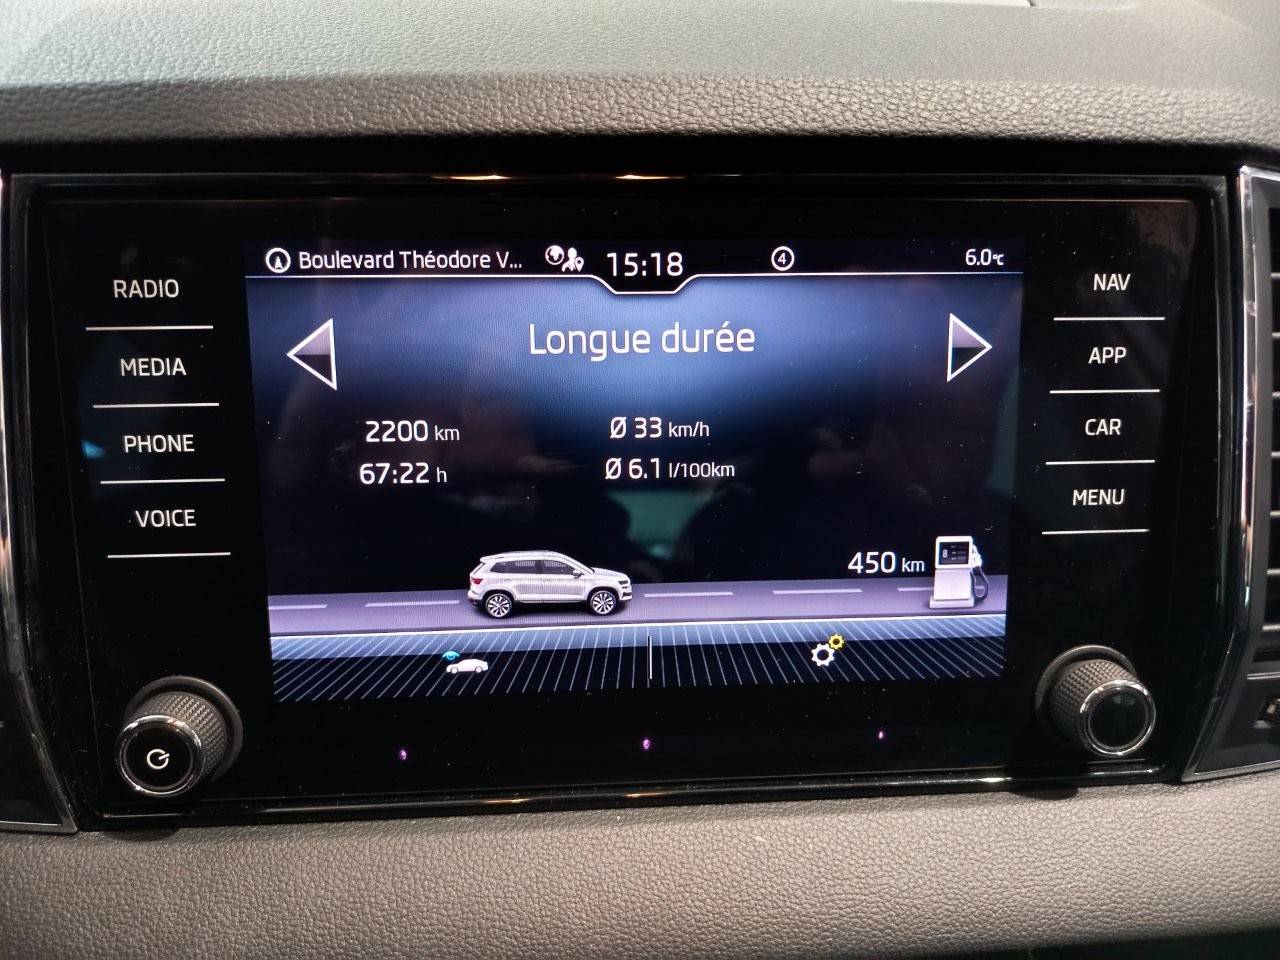 Boulevard Théodore V... 15:18 4 6.0°C
RADIO
MEDIA
PHONE
VOICE
Longue durée
2200 km Ø 33 km/h
67:22 h Ø 6.1 l/100km
450 km
NAV
APP
CAR
MENU